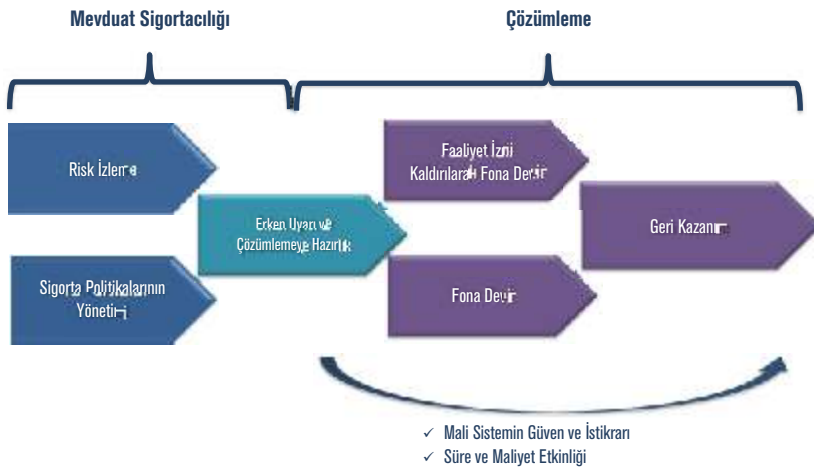 Mevduat Sigortacılığı
Çözümleme
Risk İzleme
Sigorta Politikalarının
Yönetimi
Erken Uyarı ve
Çözümlemeye Hazırlık
Faaliyet İzni
Kaldırılarak Fona Devir
Fona Devir
Geri Kazanım
✓ Mali Sistemin Güven ve İstikrarı
✓ Süre ve Maliyet Etkinliği